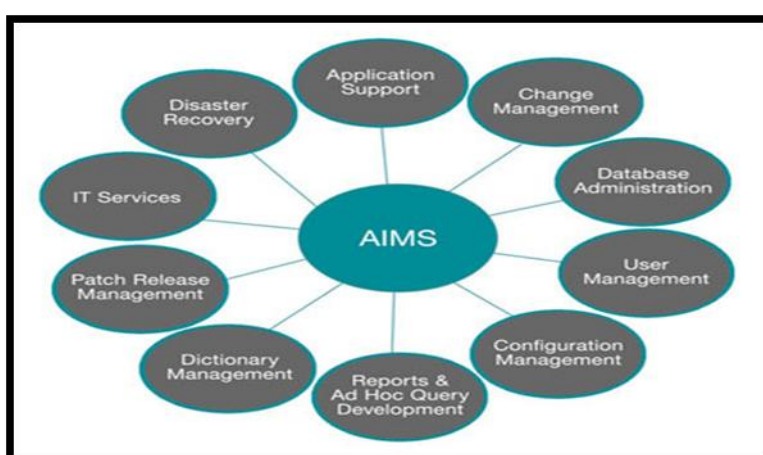 Application
Support
Change
Management
Database
Administration
User
Management
Configuration
Management
Reports &
Ad Hoc Query
Development
Dictionary
Management
Patch Release
Management
IT Services
Disaster
Recovery
AIMS